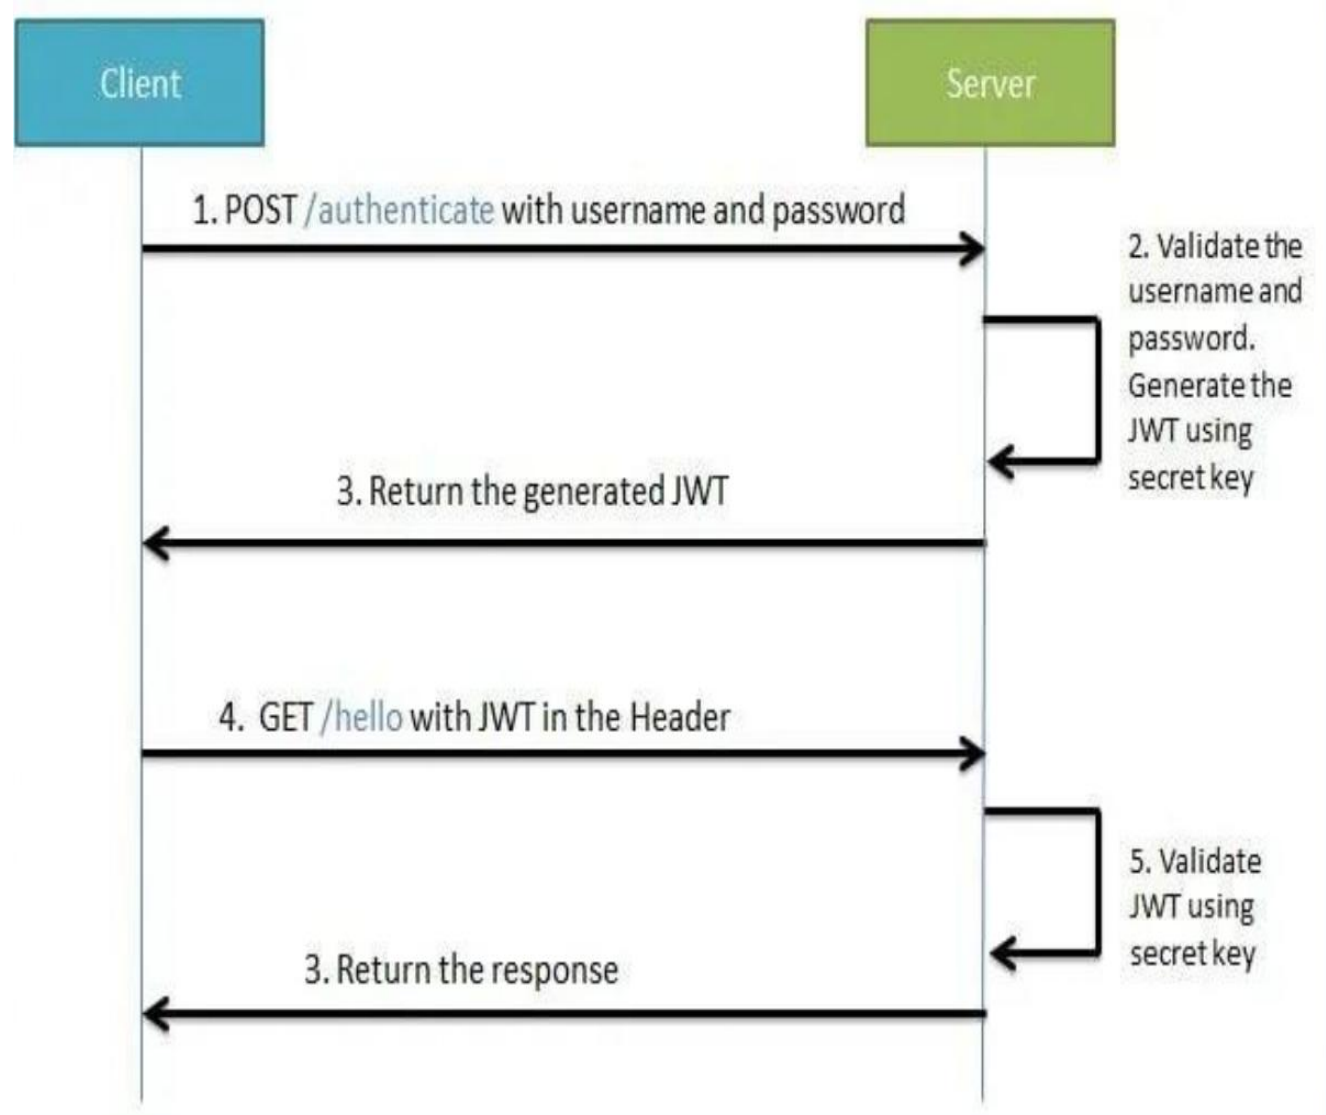 Client
Server
1. POST /authenticate with username and password
2. Validate the
username and
password.
Generate the
JWT using
secret key
3. Return the generated JWT
4. GET /hello with JWT in the Header
5. Validate
JWT using
secret key
3. Return the response